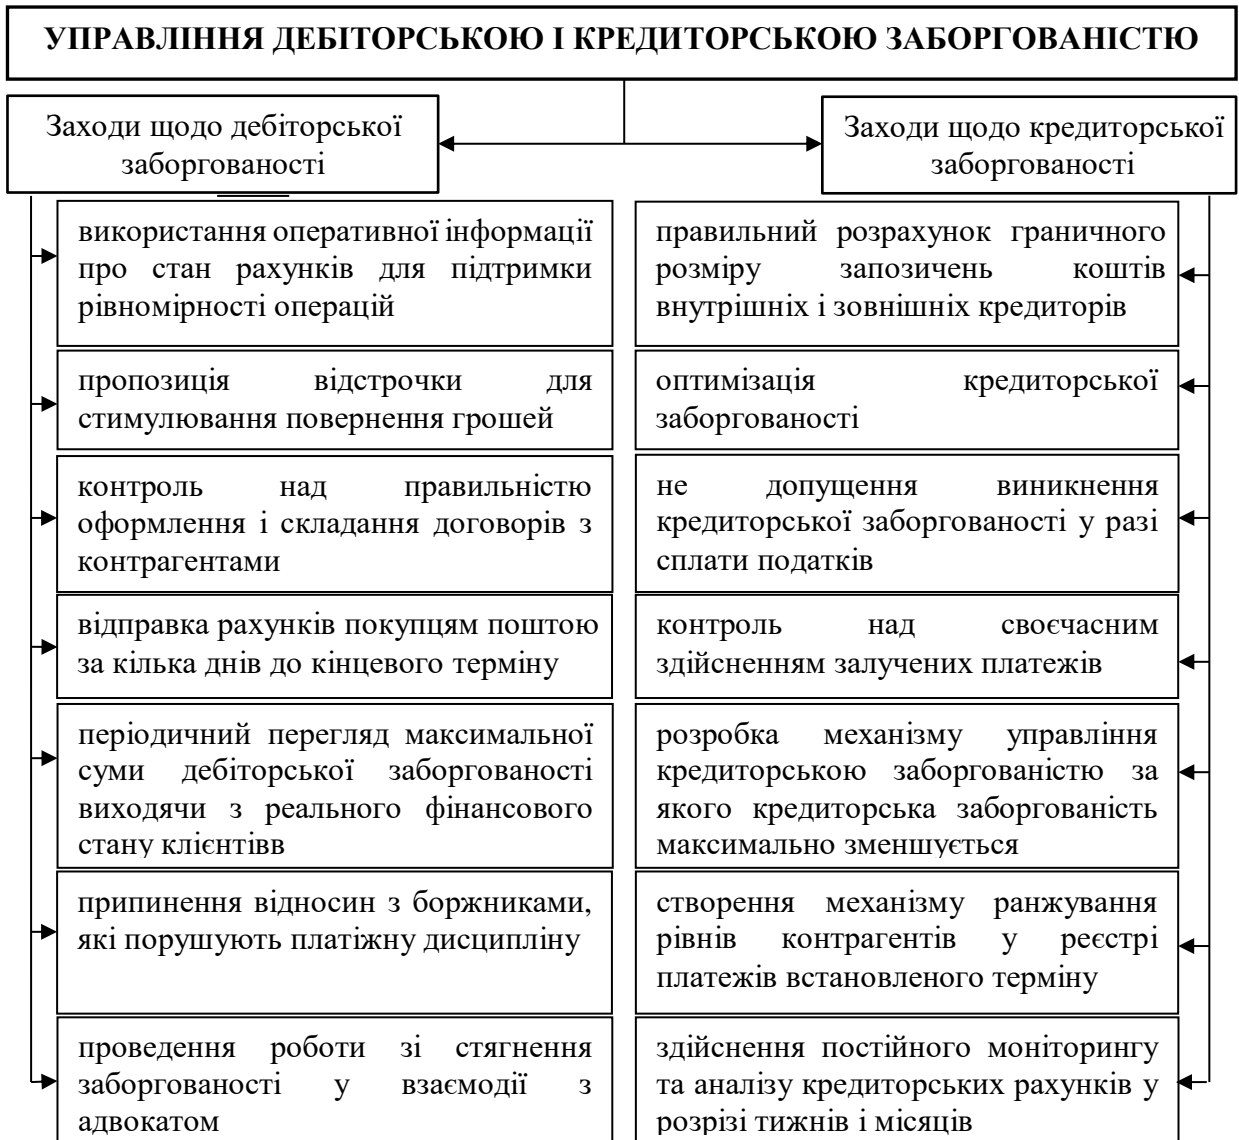 УПРАВЛІННЯ ДЕБІТОРСЬКОЮ І КРЕДИТОРСЬКОЮ ЗАБОРГОВАНІСТЮ
Заходи щодо дебіторської
заборгованості
використання оперативної інформації
про стан рахунків для підтримки
рівномірності операцій
пропозиція відстрочки для
стимулювання повернення грошей
контроль над правильністю
оформлення і складання договорів з
контрагентами
відправка рахунків покупцям поштою
за кілька днів до кінцевого терміну
періодичний перегляд максимальної
суми дебіторської заборгованості
виходячи з реального фінансового
стану клієнтівв
припинення відносин з боржниками,
які порушують платіжну дисципліну
проведення роботи зі стягнення
заборгованості у взаємодії з
адвокатом
Заходи щодо кредиторської
заборгованості
правильний розрахунок граничного
розміру запозичень коштів
внутрішніх і зовнішніх кредиторів
оптимізація кредиторської
заборгованості
не допущення виникнення
кредиторської заборгованості у разі
сплати податків
контроль над своєчасним
здійсненням залучених платежів
розробка механізму управління
кредиторською заборгованістю за
якого кредиторська заборгованість
максимально зменшується
створення механізму ранжування
рівнів контрагентів у реєстрі
платежів встановленого терміну
здійснення постійного моніторингу
та аналізу кредиторських рахунків у
розрізі тижнів і місяців